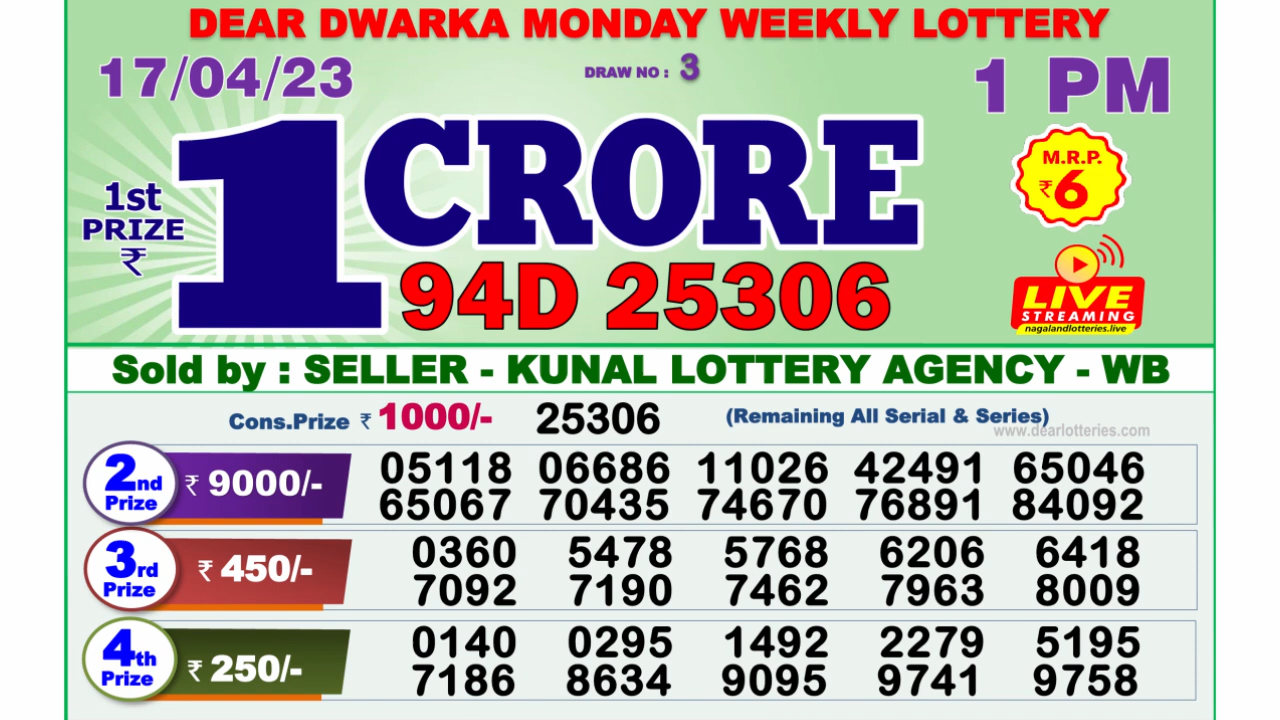 DEAR DWARKA MONDAY WEEKLY LOTTERY
17/04/23
DRAW NO : 3
1 PM
1st
PRIZE
₹
1 CRORE
94D 25306
M.R.P.
₹6
LIVE
STREAMING
nagalandlotteries.live
Sold by : SELLER - KUNAL LOTTERY AGENCY - WB
Cons.Prize ₹ 1000/- 25306 (Remaining All Serial & Series)
www.dearlotteries.com
2nd Prize ₹ 9000/-
05118 06686 11026 42491 65046
65067 70435 74670 76891 84092
3rd Prize ₹ 450/-
0360 5478 5768 6206 6418
7092 7190 7462 7963 8009
4th Prize ₹ 250/-
0140 0295 1492 2279 5195
7186 8634 9095 9741 9758